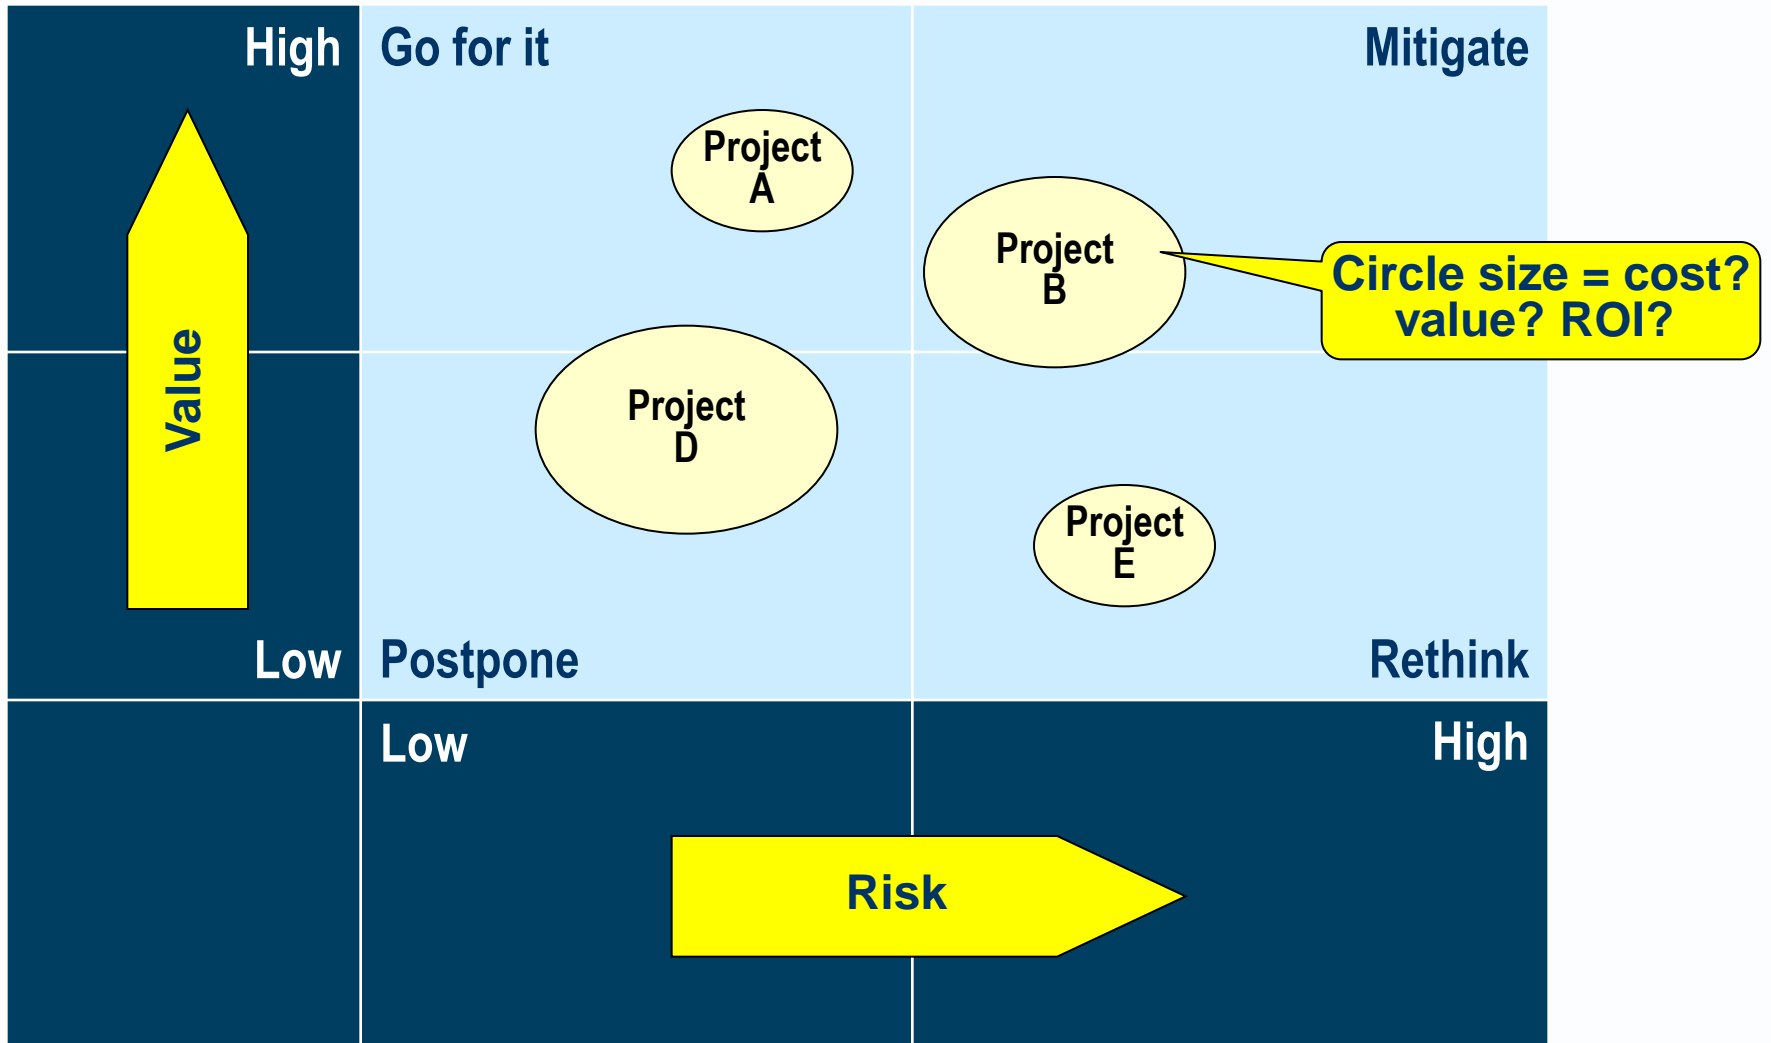 High
Go for it
Mitigate
Project
A
Project
B
Circle size = cost?
value? ROI?
Value
Project
D
Project
E
Low
Postpone
Rethink
Low
High
Risk